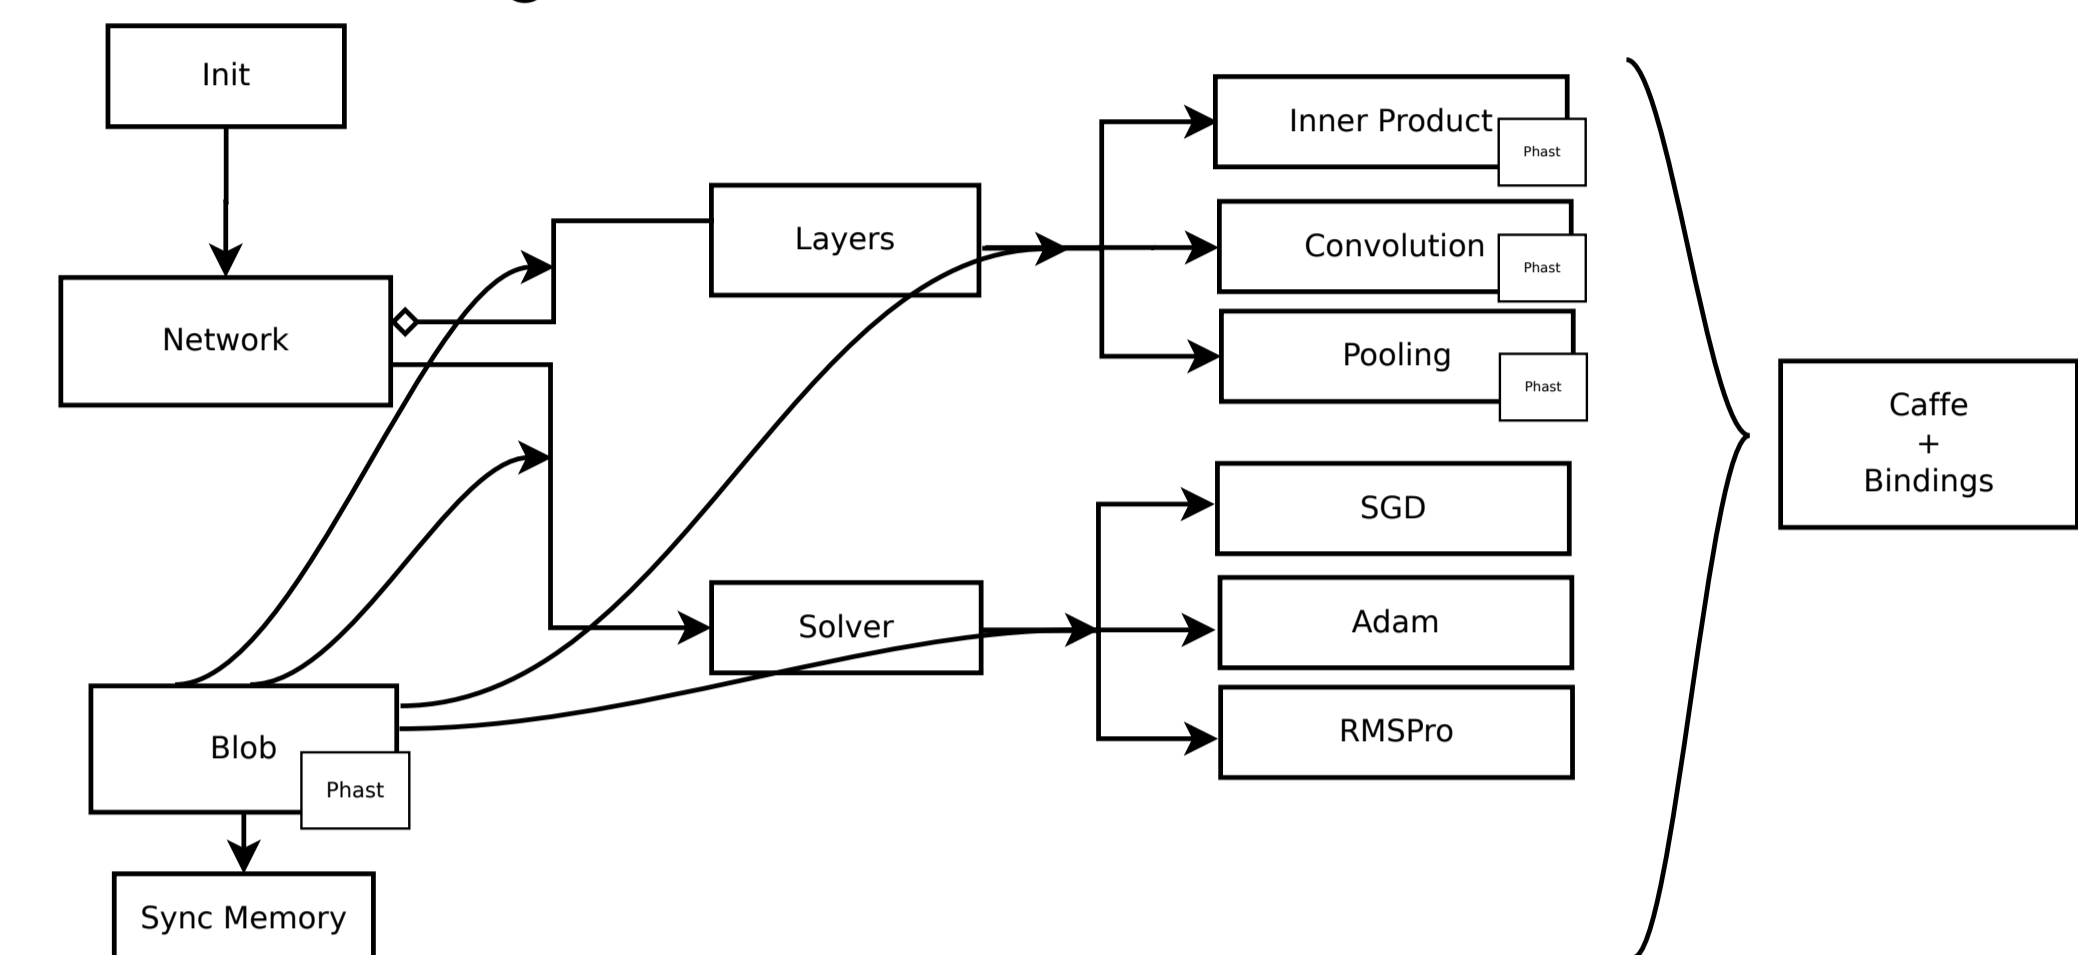 Init
Network
Layers
Inner Product
Phast
Convolution
Phast
Pooling
Phast
Solver
SGD
Adam
RMSPro
Blob
Phast
Sync Memory
Caffe
+
Bindings